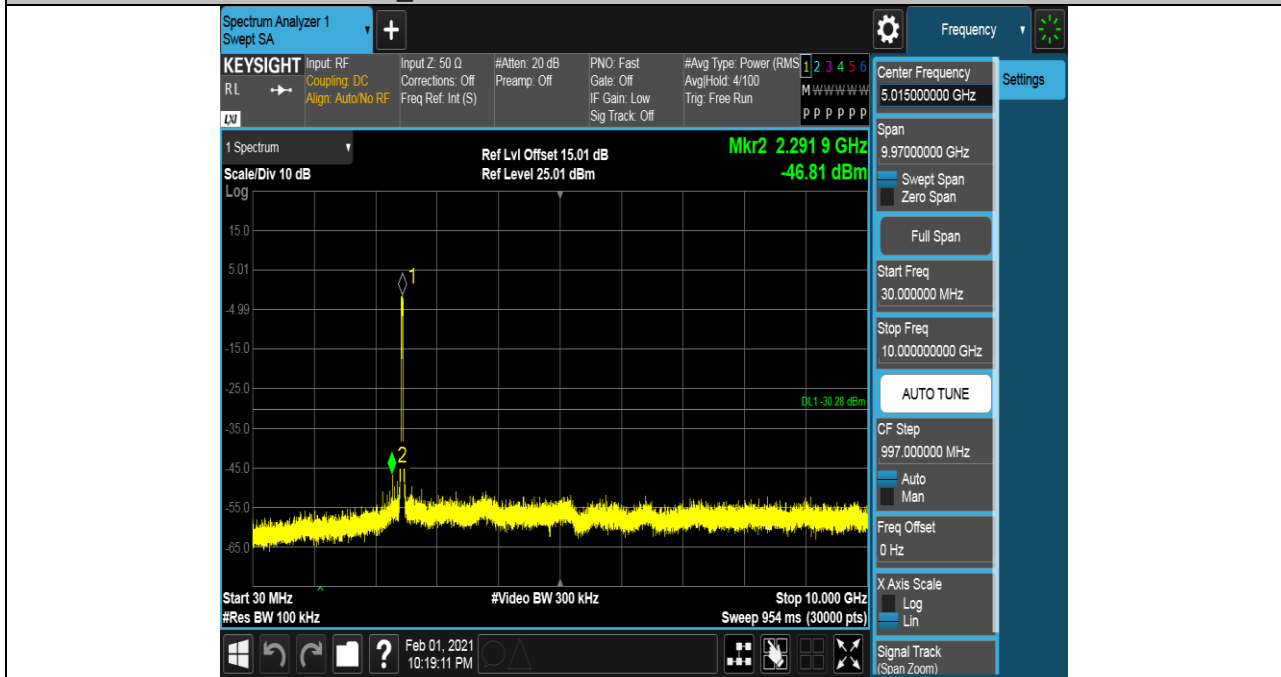 Spectrum Analyzer 1
Swept SA
+
Frequency
KEYSIGHT
RL
LXI
Input: RF
Coupling: DC
Align: Auto/No RF
Input Z: 50 Ω
Corrections: Off
Freq Ref: Int (S)
#Atten: 20 dB
Preamp: Off
PNO: Fast
Gate: Off
IF Gain: Low
Sig Track: Off
#Avg Type: Power (RMS
Avg|Hold: 4/100
Trig: Free Run
1 2 3 4 5 6
M W W W W W
P P P P P P
1 Spectrum
Scale/Div 10 dB
Log
Ref Lvl Offset 15.01 dB
Ref Level 25.01 dBm
Mkr2 2.291 9 GHz
-46.81 dBm
15.0
5.01
-4.99
-15.0
-25.0
-35.0
-45.0
-55.0
-65.0
1
2
DL1 -30.28 dBm
Start 30 MHz
#Res BW 100 kHz
#Video BW 300 kHz
Stop 10.000 GHz
Sweep 954 ms (30000 pts)
?
Feb 01, 2021
10:19:11 PM
Center Frequency
5.015000000 GHz
Span
9.97000000 GHz
Swept Span
Zero Span
Full Span
Start Freq
30.000000 MHz
Stop Freq
10.000000000 GHz
AUTO TUNE
CF Step
997.000000 MHz
Auto
Man
Freq Offset
0 Hz
X Axis Scale
Log
Lin
Signal Track
(Span Zoom)
Settings